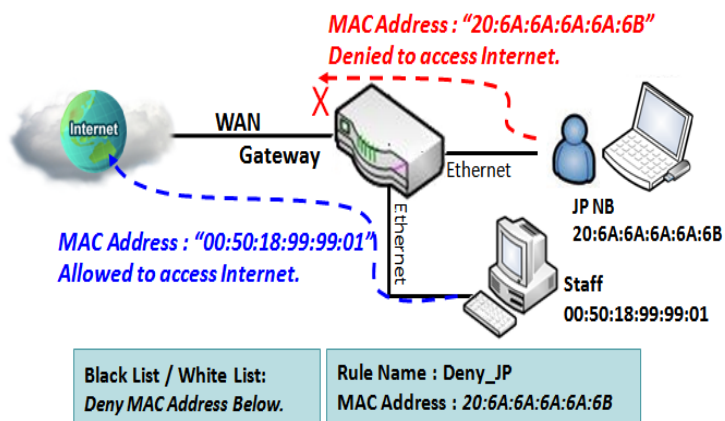 MAC Address : “20:6A:6A:6A:6A:6B”
Denied to access Internet.
X
Internet
WAN
Gateway
Ethernet
Ethernet
JP NB
20:6A:6A:6A:6A:6B
MAC Address : “00:50:18:99:99:01”
Allowed to access Internet.
Staff
00:50:18:99:99:01
Black List / White List:
Deny MAC Address Below.
Rule Name : Deny_JP
MAC Address : 20:6A:6A:6A:6A:6B